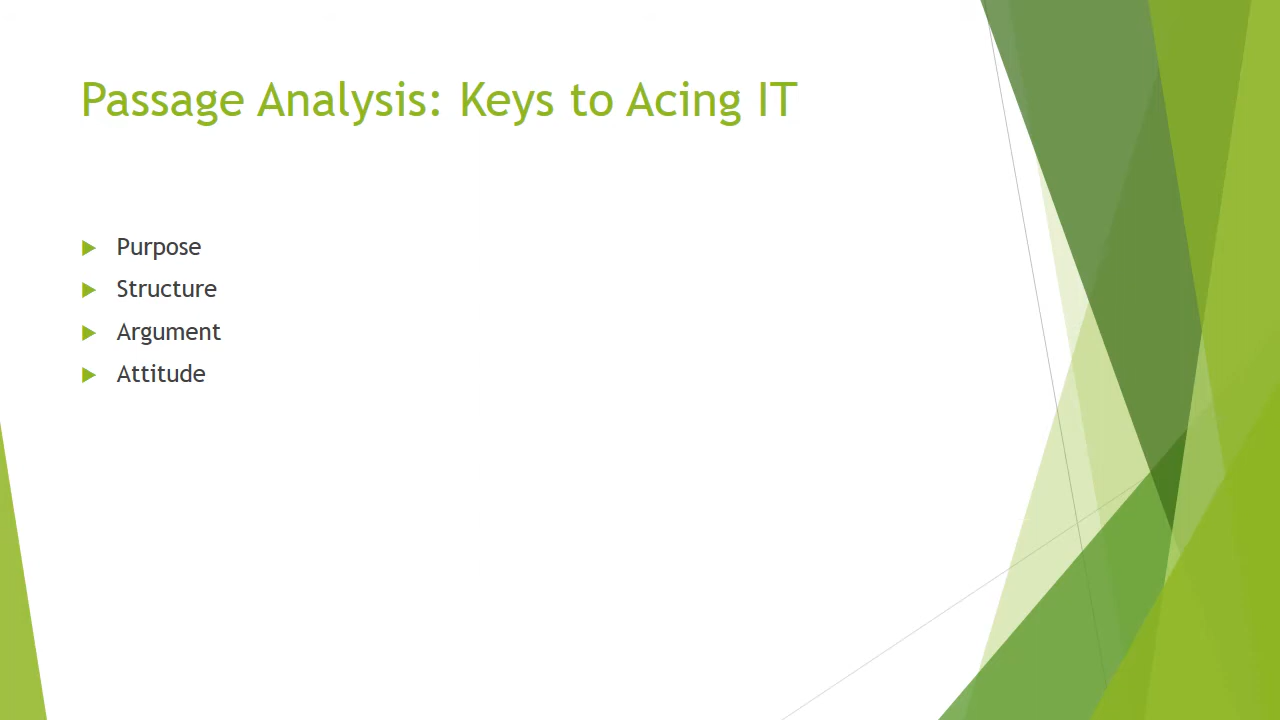 Passage Analysis: Keys to Acing IT
Purpose
Structure
Argument
Attitude